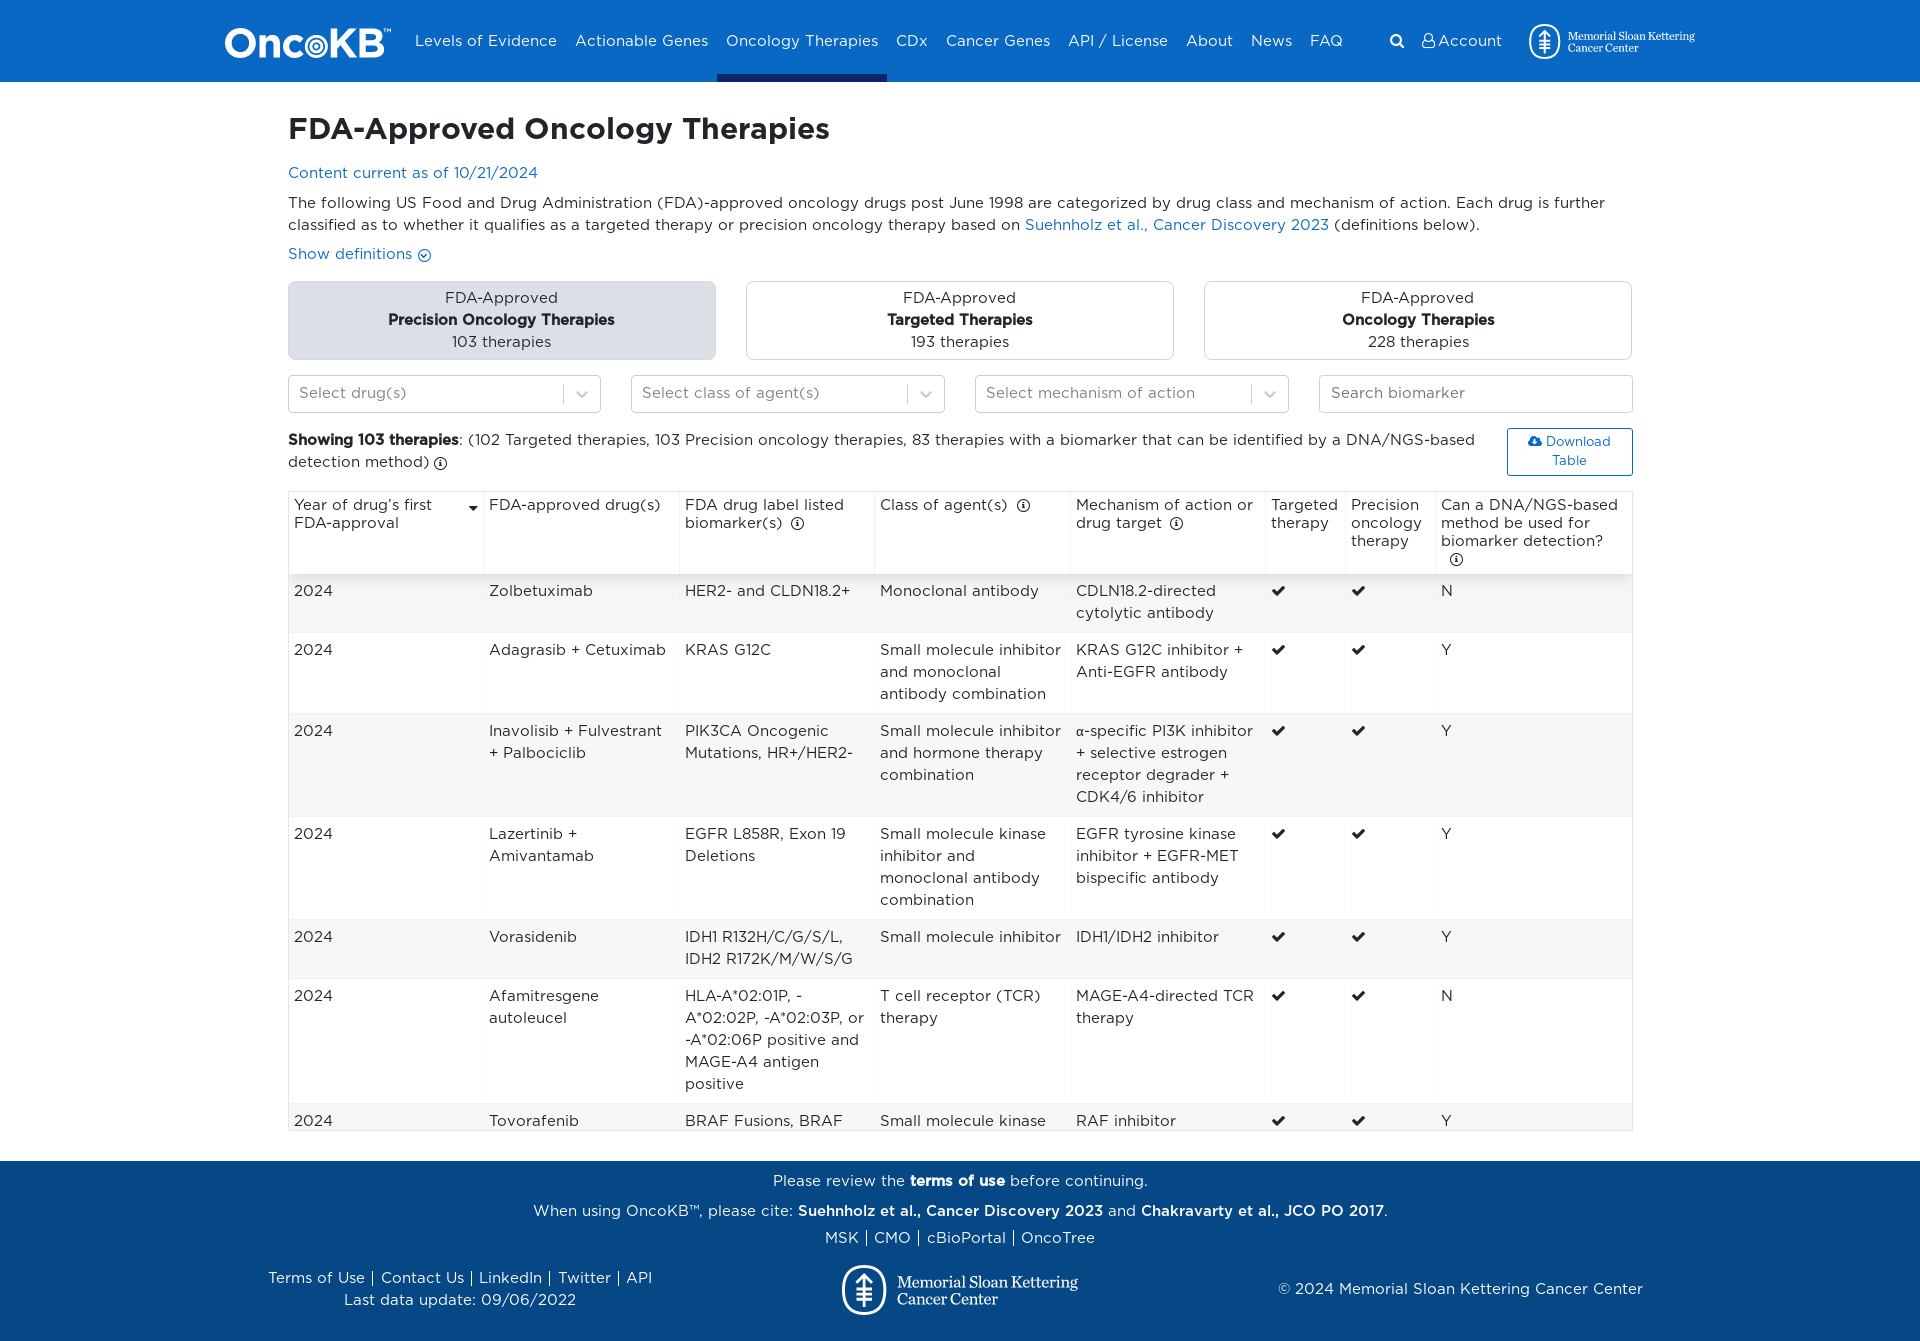 OncoKB™ Levels of Evidence Actionable Genes Oncology Therapies CDx Cancer Genes API / License About News FAQ Account Memorial Sloan Kettering
Cancer Center
FDA-Approved Oncology Therapies
Content current as of 10/21/2024
The following US Food and Drug Administration (FDA)-approved oncology drugs post June 1998 are categorized by drug class and mechanism of action. Each drug is further
classified as to whether it qualifies as a targeted therapy or precision oncology therapy based on Suehnholz et al., Cancer Discovery 2023 (definitions below).
Show definitions
FDA-Approved
Precision Oncology Therapies
103 therapies
FDA-Approved
Targeted Therapies
193 therapies
FDA-Approved
Oncology Therapies
228 therapies
Select drug(s) Select class of agent(s) Select mechanism of action Search biomarker
Showing 103 therapies: (102 Targeted therapies, 103 Precision oncology therapies, 83 therapies with a biomarker that can be identified by a DNA/NGS-based
detection method)
Download
Table
Year of drug's first
FDA-approval
FDA-approved drug(s)
FDA drug label listed
biomarker(s)
Class of agent(s)
Mechanism of action or
drug target
Targeted
therapy
Precision
oncology
therapy
Can a DNA/NGS-based
method be used for
biomarker detection?
2024
Zolbetuximab
HER2- and CLDN18.2+
Monoclonal antibody
CDLN18.2-directed
cytolytic antibody
✔ ✔ N
2024
Adagrasib + Cetuximab
KRAS G12C
Small molecule inhibitor
and monoclonal
antibody combination
KRAS G12C inhibitor +
Anti-EGFR antibody
✔ ✔ Y
2024
Inavolisib + Fulvestrant
+ Palbociclib
PIK3CA Oncogenic
Mutations, HR+/HER2-
Small molecule inhibitor
and hormone therapy
combination
α-specific PI3K inhibitor
+ selective estrogen
receptor degrader +
CDK4/6 inhibitor
✔ ✔ Y
2024
Lazertinib +
Amivantamab
EGFR L858R, Exon 19
Deletions
Small molecule kinase
inhibitor and
monoclonal antibody
combination
EGFR tyrosine kinase
inhibitor + EGFR-MET
bispecific antibody
✔ ✔ Y
2024
Vorasidenib
IDH1 R132H/C/G/S/L,
IDH2 R172K/M/W/S/G
Small molecule inhibitor
IDH1/IDH2 inhibitor
✔ ✔ Y
2024
Afamitresgene
autoleucel
HLA-A*02:01P, -
A*02:02P, -A*02:03P, or
-A*02:06P positive and
MAGE-A4 antigen
positive
T cell receptor (TCR)
therapy
MAGE-A4-directed TCR
therapy
✔ ✔ N
2024
Tovorafenib
BRAF Fusions, BRAF
Small molecule kinase
RAF inhibitor
✔ ✔ Y
Please review the terms of use before continuing.
When using OncoKB™, please cite: Suehnholz et al., Cancer Discovery 2023 and Chakravarty et al., JCO PO 2017.
MSK | CMO | cBioPortal | OncoTree
Terms of Use | Contact Us | LinkedIn | Twitter | API
Last data update: 09/06/2022
Memorial Sloan Kettering
Cancer Center
© 2024 Memorial Sloan Kettering Cancer Center